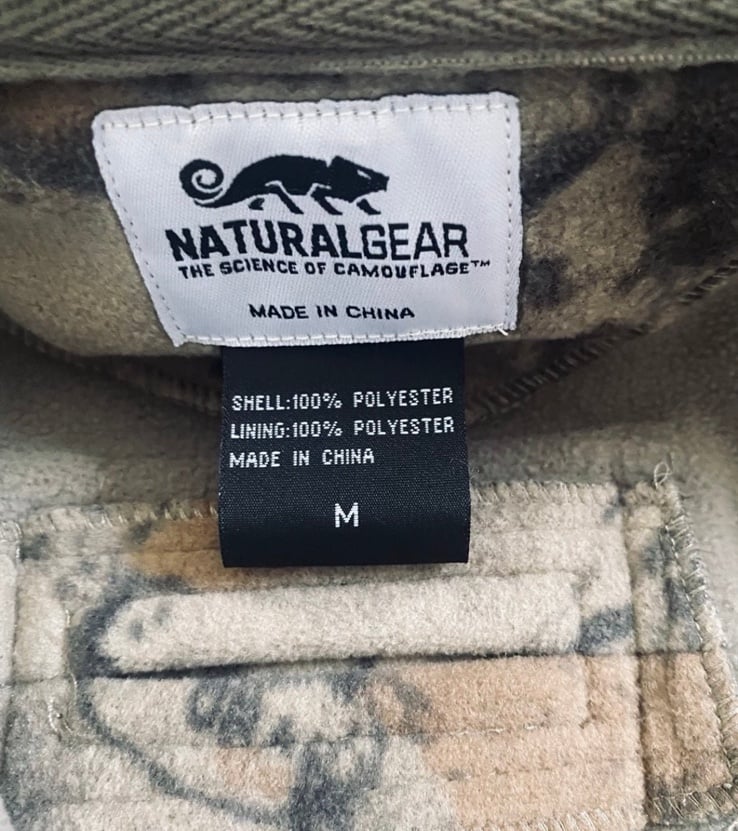 NATURALGEAR
THE SCIENCE OF CAMOUFLAGE™
MADE IN CHINA
SHELL:100% POLYESTER
LINING:100% POLYESTER
MADE IN CHINA
M